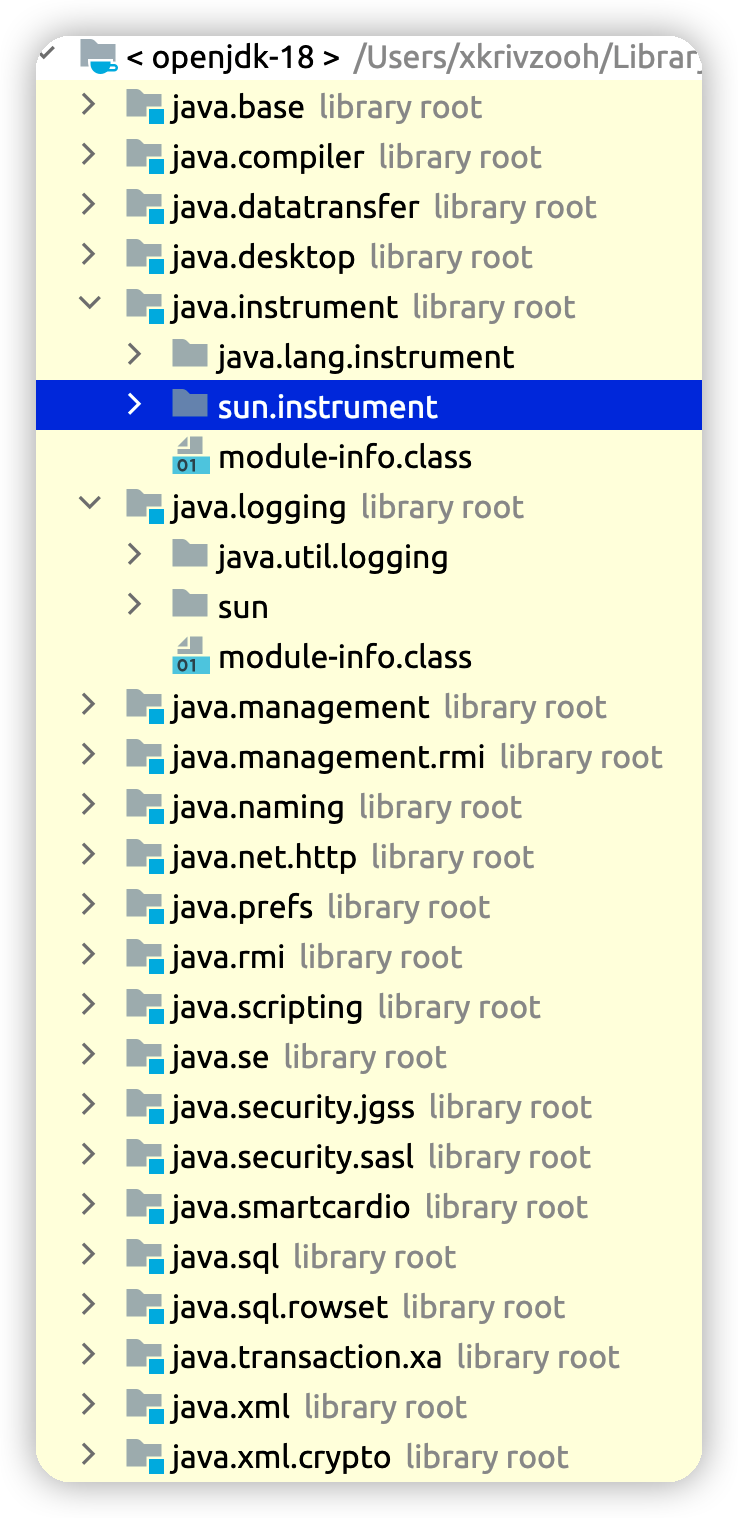 < openjdk-18 > /Users/xkrivzooh/Library
java.base library root
java.compiler library root
java.datatransfer library root
java.desktop library root
java.instrument library root
java.lang.instrument
sun.instrument
01 module-info.class
java.logging library root
java.util.logging
sun
01 module-info.class
java.management library root
java.management.rmi library root
java.naming library root
java.net.http library root
java.prefs library root
java.rmi library root
java.scripting library root
java.se library root
java.security.jgss library root
java.security.sasl library root
java.smartcardio library root
java.sql library root
java.sql.rowset library root
java.transaction.xa library root
java.xml library root
java.xml.crypto library root